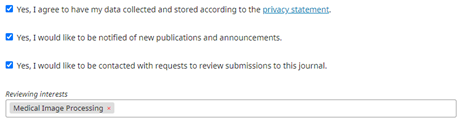 Yes, I agree to have my data collected and stored according to the privacy statement.
Yes, I would like to be notified of new publications and announcements.
Yes, I would like to be contacted with requests to review submissions to this journal.
Reviewing interests
Medical Image Processing ×